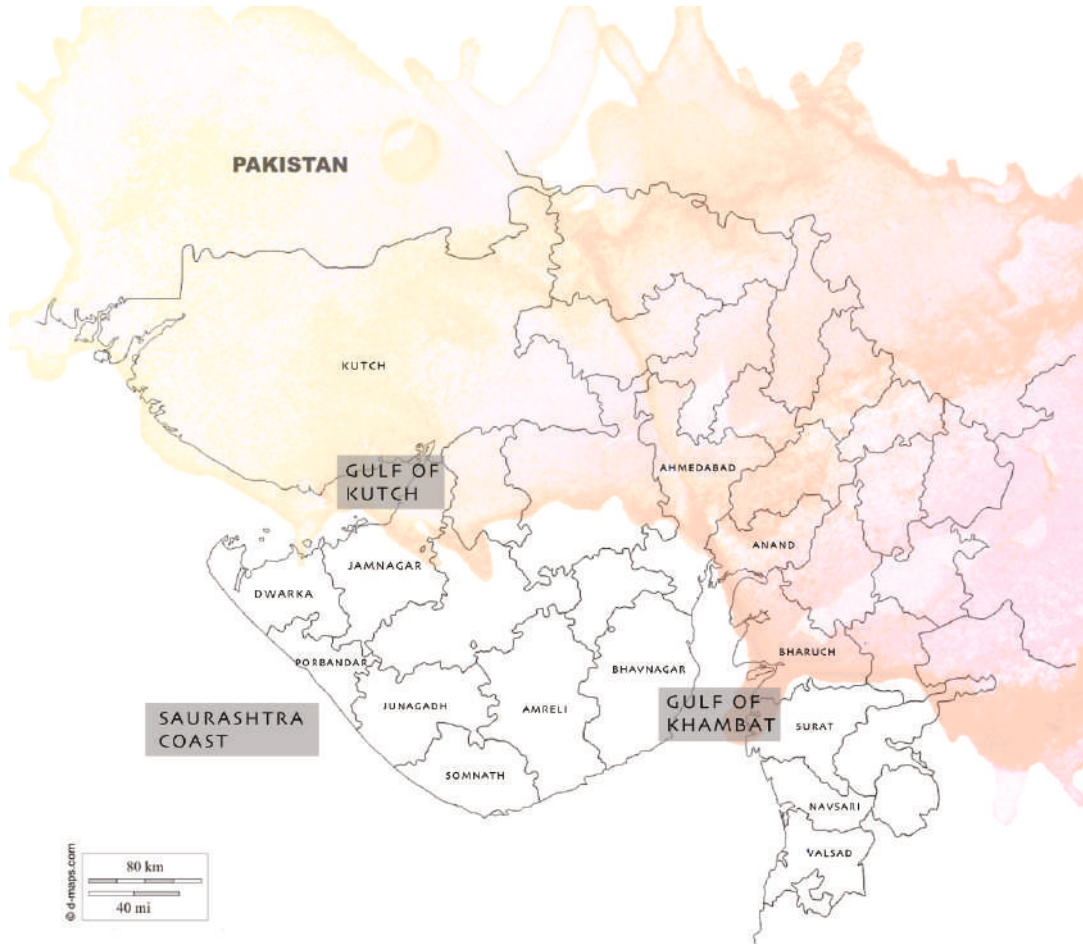 PAKISTAN
KUTCH
GULF OF
KUTCH
AHMEDABAD
ANAND
JAMNAGAR
DWARKA
PORBANDAR
BHARUCH
BHAVNAGAR
JUNAGADH
AMRELI
GULF OF
KHAMBAT
SAURASHTRA
COAST
SURAT
SOMNATH
NAVSARI
VALSAD
© d-maps.com
80 km
40 mi